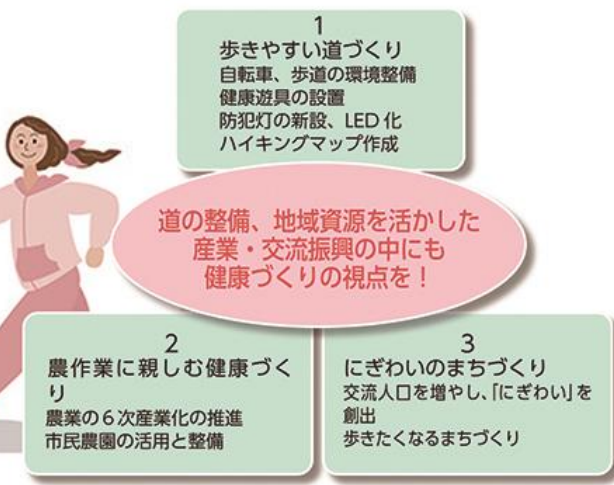 1
歩きやすい道づくり
自転車、歩道の環境整備
健康遊具の設置
防犯灯の新設、LED 化
ハイキングマップ作成
道の整備、地域資源を活かした
産業・交流振興の中にも
健康づくりの視点を！
2
農作業に親しむ健康づく
り
農業の６次産業化の推進
市民農園の活用と整備
3
にぎわいのまちづくり
交流人口を増やし、「にぎわい」を
創出
歩きたくなるまちづくり